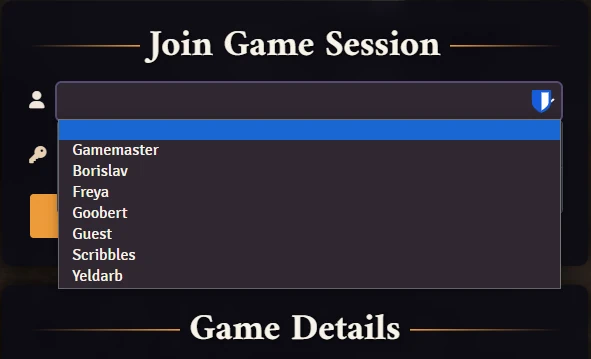 Join Game Session
Gamemaster
Borislav
Freya
Goobert
Guest
Scribbles
Yeldarb
Game Details